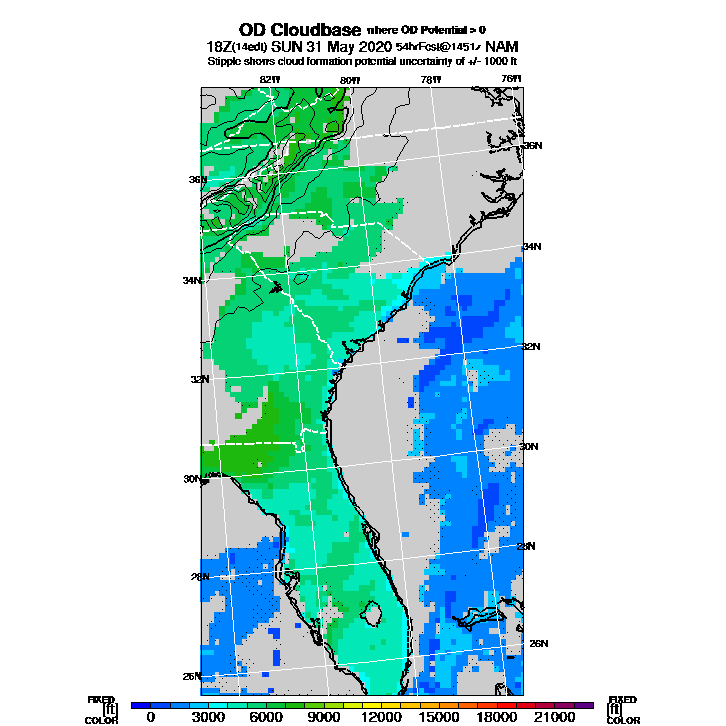 OD Cloudbase where OD Potential > 0
18Z(14edt) SUN 31 May 2020 54hrFcst@1451z NAM
Stipple shows cloud formation potential uncertainty of +/- 1000 ft
82W 80W 78W 76W
36N
36N
34N
34N
32N
32N
30N
30N
28N
28N
26N
26N
FIXED FIXED
[ft] 0 3000 6000 9000 12000 15000 18000 21000 [ft]
COLOR COLOR